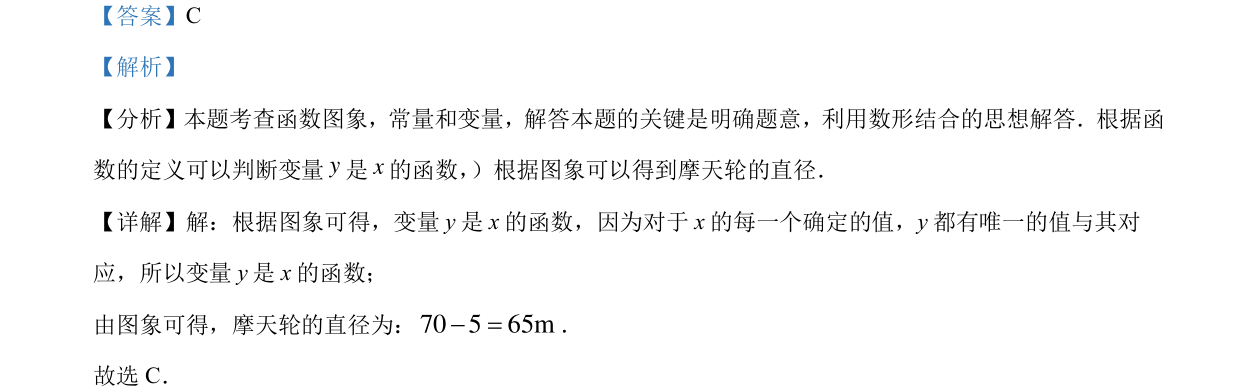 【答案】C
【解析】
【分析】本题考查函数图象，常量和变量，解答本题的关键是明确题意，利用数形结合的思想解答．根据函
数的定义可以判断变量 y 是 x 的函数，）根据图象可以得到摩天轮的直径．
【详解】解：根据图象可得，变量 y 是 x 的函数，因为对于 x 的每一个确定的值，y 都有唯一的值与其对
应，所以变量 y 是 x 的函数；
由图象可得，摩天轮的直径为：70－5＝65m．
故选 C．